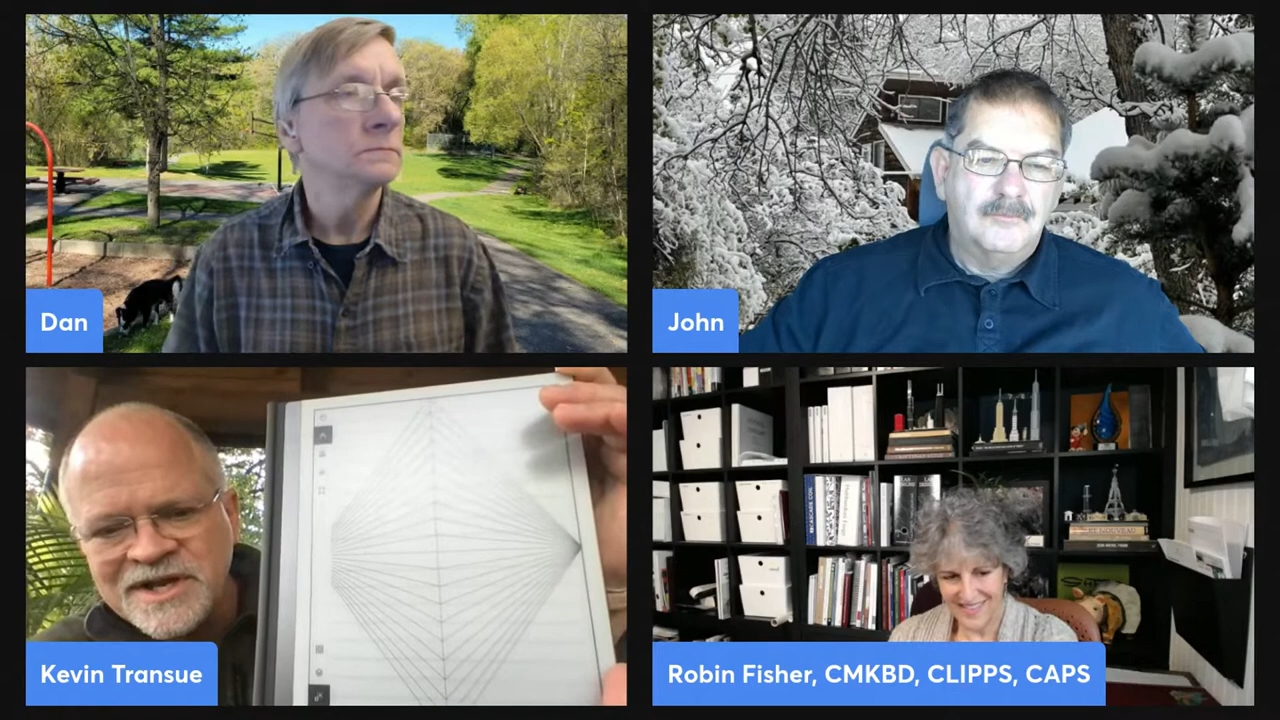 Dan
John
Kevin Transue
Robin Fisher, CMKBD, CLIPPS, CAPS